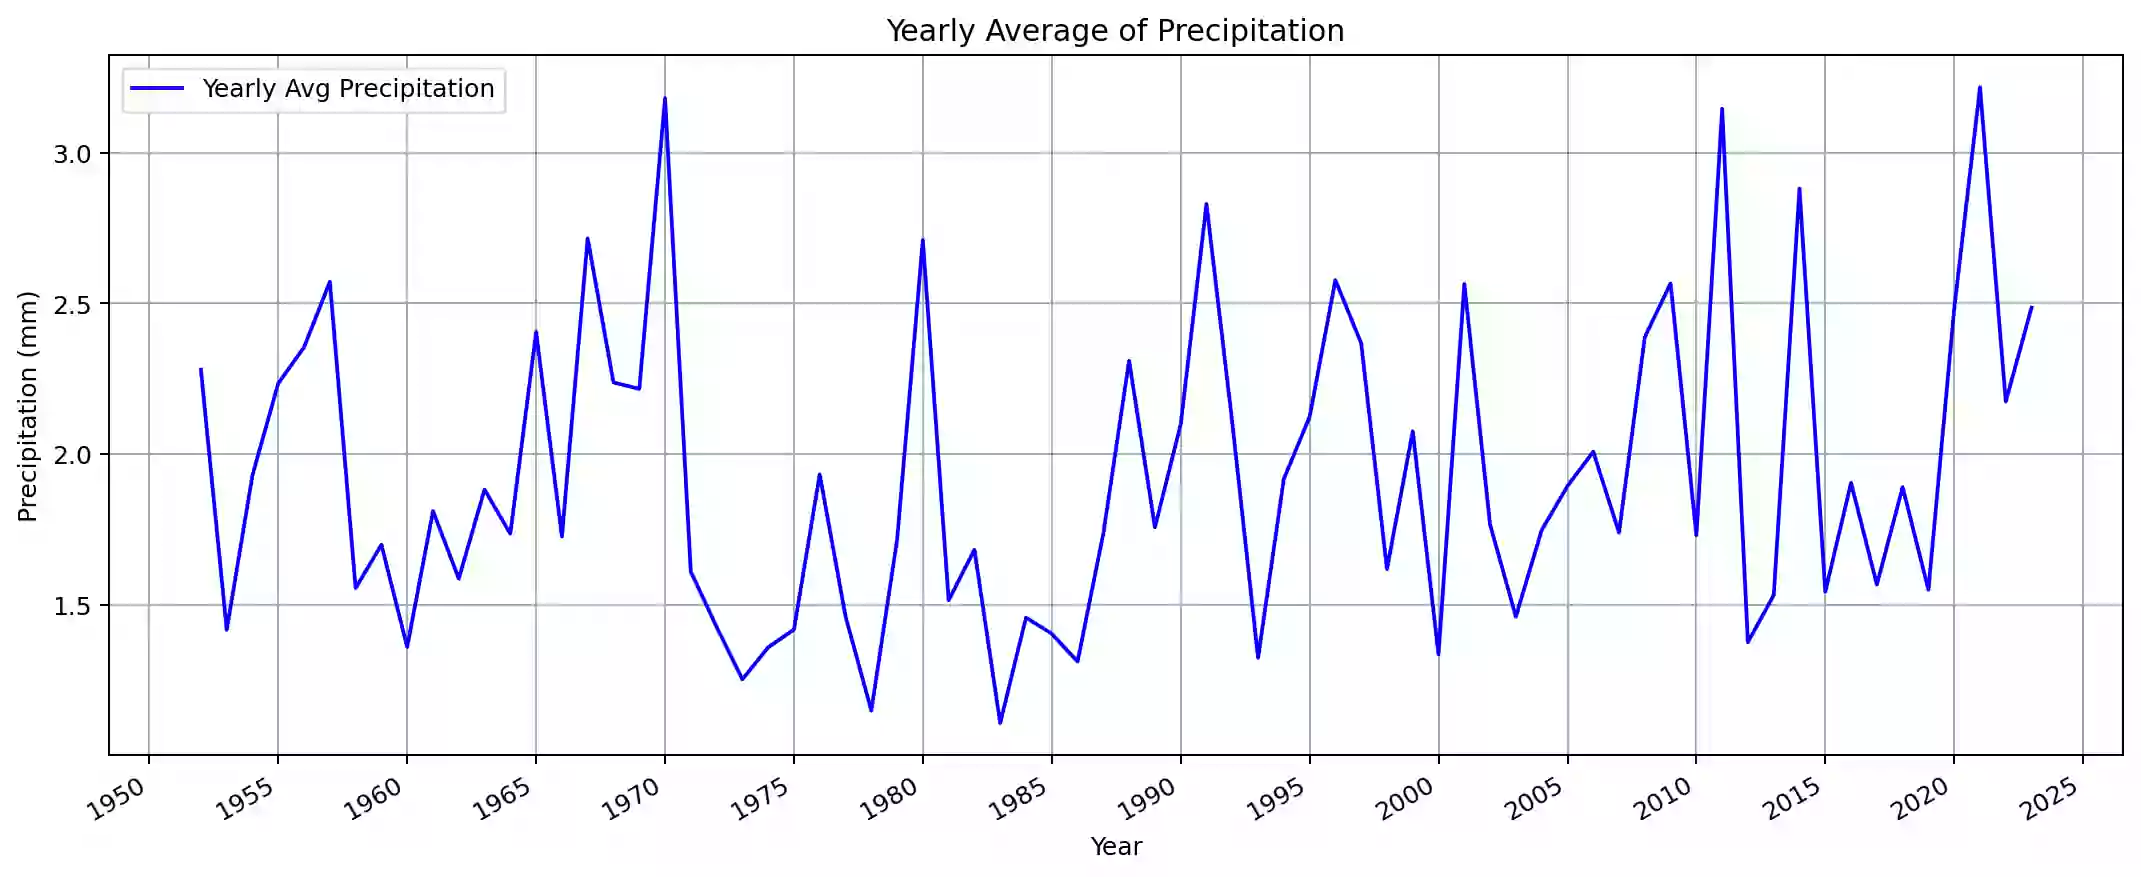 Yearly Average of Precipitation
Yearly Avg Precipitation
Precipitation (mm)
3.0
2.5
2.0
1.5
1950 1955 1960 1965 1970 1975 1980 1985 1990 1995 2000 2005 2010 2015 2020 2025
Year